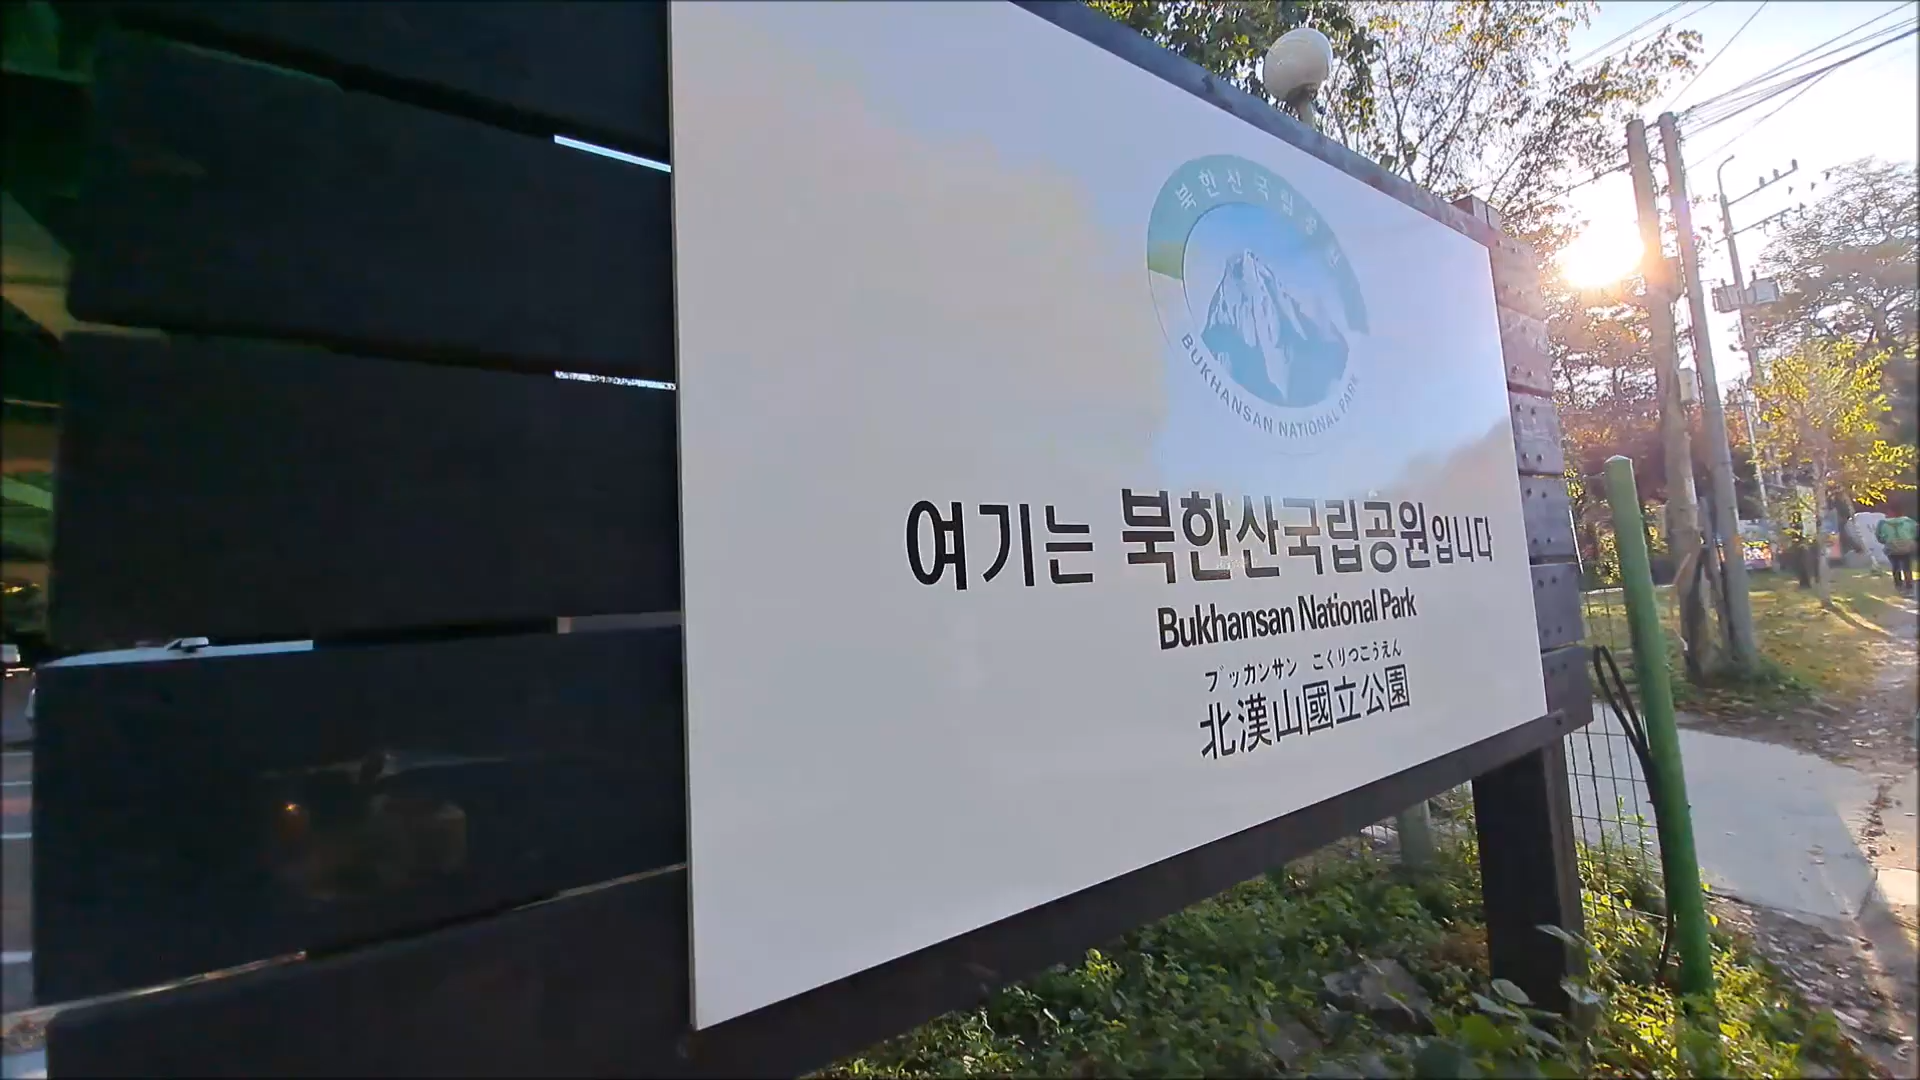 북한산국립공원
BUKHANSAN NATIONAL PARK
여기는 북한산국립공원입니다
Bukhansan National Park
ブッカンサン こくりつこうえん
北漢山國立公園